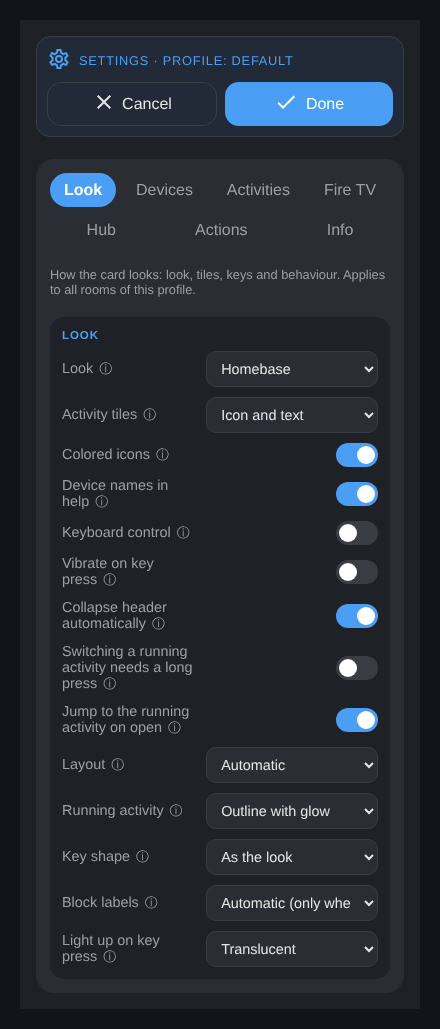 SETTINGS · PROFILE: DEFAULT
Cancel
Done
Look
Devices
Activities
Fire TV
Hub
Actions
Info
How the card looks: look, tiles, keys and behaviour. Applies
to all rooms of this profile.
LOOK
Look ⓘ
Homebase
Activity tiles ⓘ
Icon and text
Colored icons ⓘ
Device names in
help ⓘ
Keyboard control ⓘ
Vibrate on key
press ⓘ
Collapse header
automatically ⓘ
Switching a running
activity needs a long
press ⓘ
Jump to the running
activity on open ⓘ
Layout ⓘ
Automatic
Running activity ⓘ
Outline with glow
Key shape ⓘ
As the look
Block labels ⓘ
Automatic (only whe
Light up on key
press ⓘ
Translucent